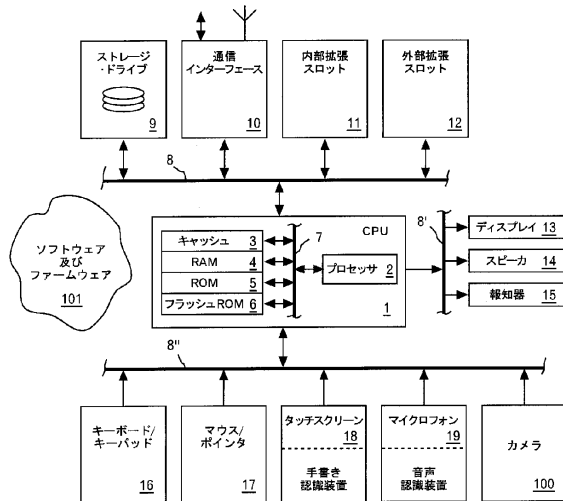 ストレージ
・ドライブ
9
通信
インターフェース
10
内部拡張
スロット
11
外部拡張
スロット
12
8
ソフトウェア
及び
ファームウェア
101
CPU
キャッシュ 3
RAM 4
ROM 5
フラッシュROM 6
7
プロセッサ 2
1
8'
ディスプレイ 13
スピーカ 14
報知器 15
8"
キーボード/
キーパッド
16
マウス/
ポインタ
17
タッチスクリーン
18
手書き
認識装置
マイクロフォン
19
音声
認識装置
カメラ
100